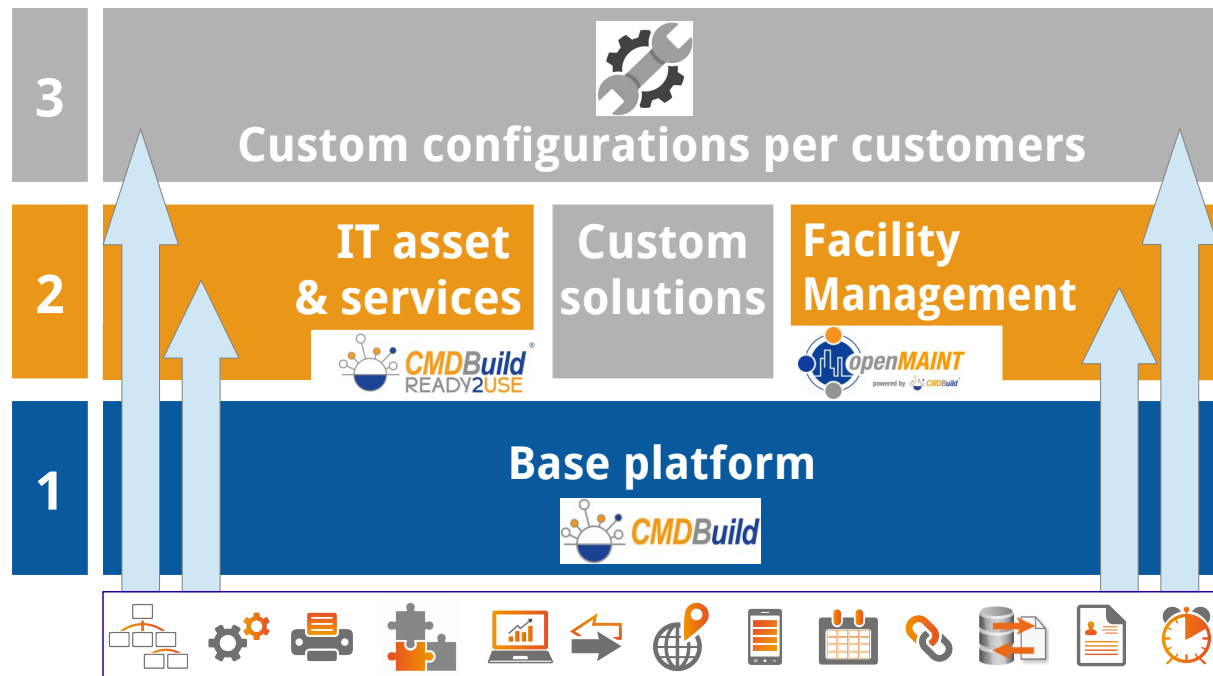 3
Custom configurations per customers
2
IT asset
& services
CMDBuild®
READY2USE
Custom
solutions
Facility
Management
openMAINT
powered by CMDBuild®
1
Base platform
CMDBuild